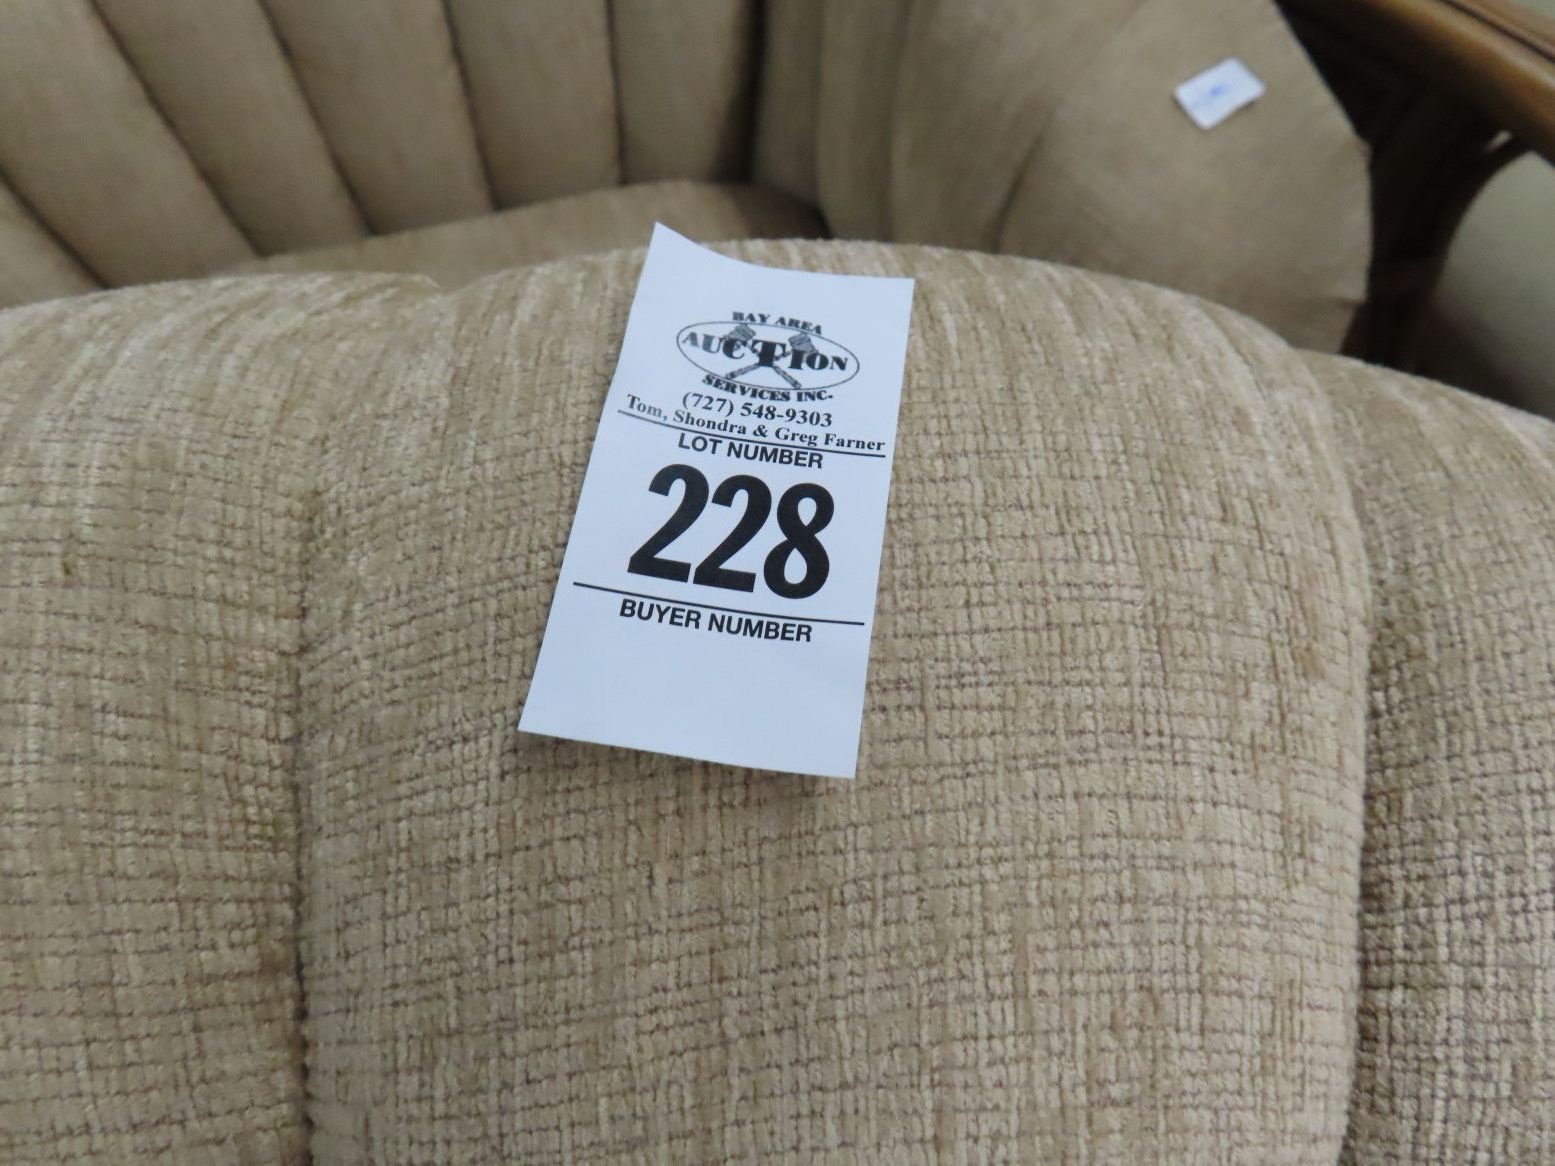 BAY AREA
AUCTION
SERVICES INC.
(727) 548-9303
Tom, Shondra & Greg Farner
LOT NUMBER
228
BUYER NUMBER